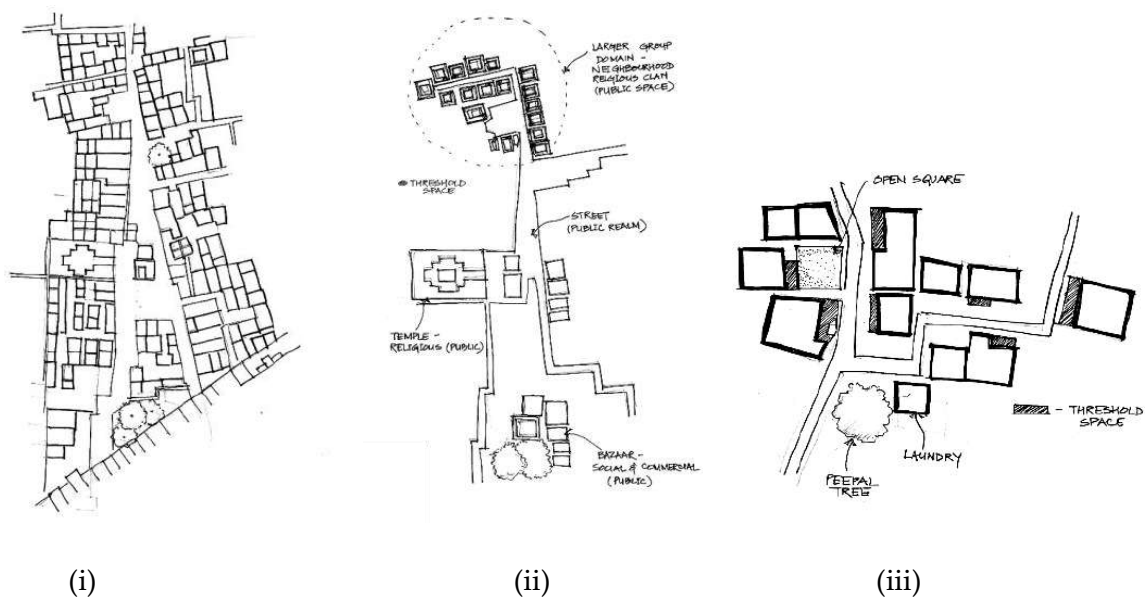 LARGER GROUP
DOMAIN -
NEIGHBOURHOOD
RELIGIOUS CLAN
(PUBLIC SPACE)
THRESHOLD
SPACE
STREET
(PUBLIC REALM)
TEMPLE -
RELIGIOUS (PUBLIC)
BAZAAR -
SOCIAL & COMMERCIAL
(PUBLIC)
OPEN SQUARE
- THRESHOLD
SPACE
LAUNDRY
PEEPAL
TREE
(i)
(ii)
(iii)